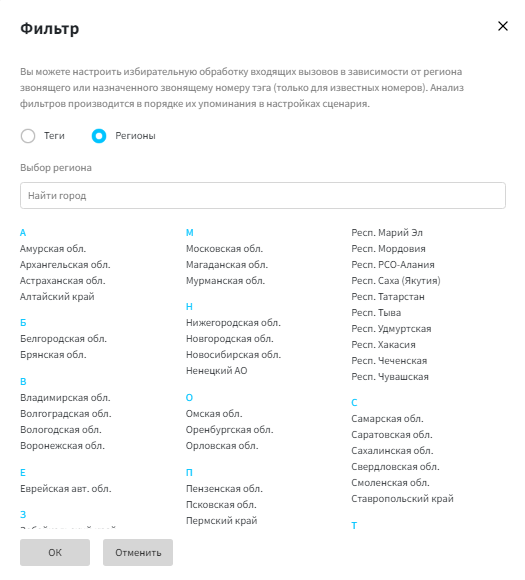 Фильтр
Вы можете настроить избирательную обработку входящих вызовов в зависимости от региона
звонящего или назначенного звонящему номеру тэга (только для известных номеров). Анализ
фильтров производится в порядке их упоминания в настройках сценария.
Теги
Регионы
Выбор региона
Найти город
А
Амурская обл.
Архангельская обл.
Астраханская обл.
Алтайский край
Б
Белгородская обл.
Брянская обл.
В
Владимирская обл.
Волгоградская обл.
Вологодская обл.
Воронежская обл.
Е
Еврейская авт. обл.
З
М
Московская обл.
Магаданская обл.
Мурманская обл.
Н
Нижегородская обл.
Новгородская обл.
Новосибирская обл.
Ненецкий АО
О
Омская обл.
Оренбургская обл.
Орловская обл.
П
Пензенская обл.
Псковская обл.
Пермский край
Респ. Марий Эл
Респ. Мордовия
Респ. РСО-Алания
Респ. Саха (Якутия)
Респ. Татарстан
Респ. Тыва
Респ. Удмуртская
Респ. Хакасия
Респ. Чеченская
Респ. Чувашская
С
Самарская обл.
Саратовская обл.
Сахалинская обл.
Свердловская обл.
Смоленская обл.
Ставропольский край
Т
ОК
Отменить